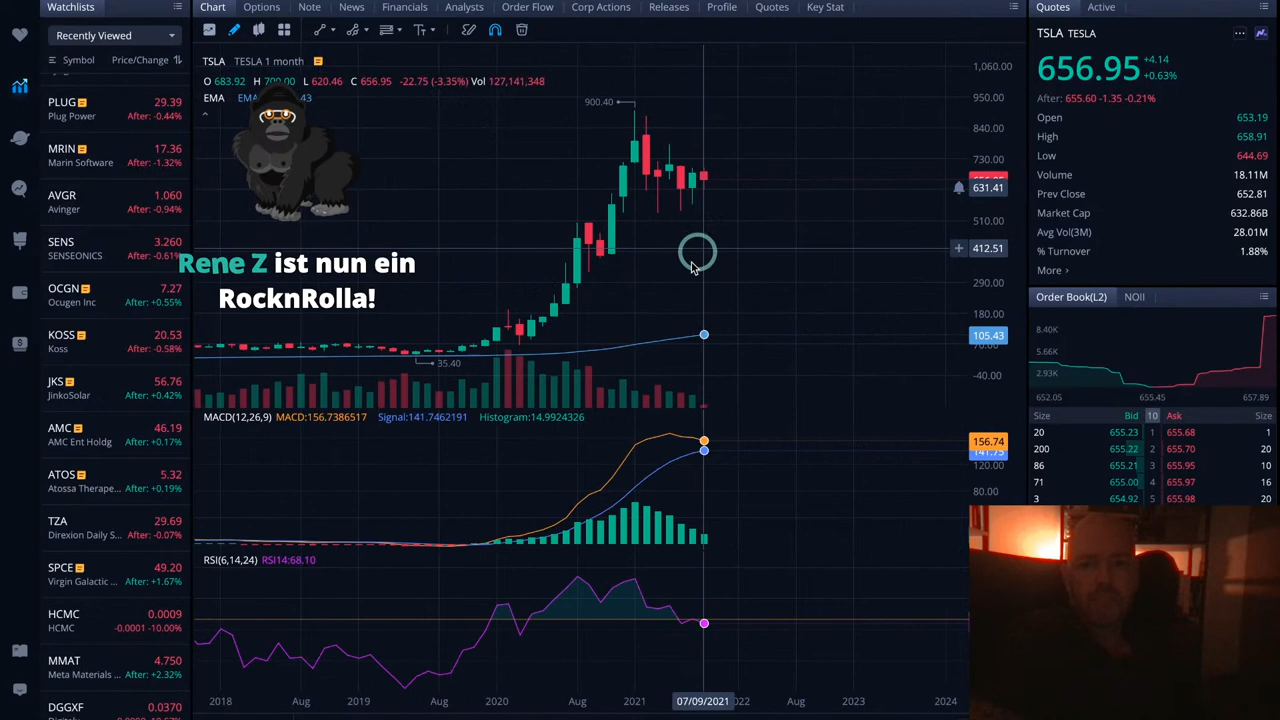 Watchlists
Recently Viewed
Symbol Price/Change
PLUG 29.39
Plug Power After: -0.44%
MRIN 17.36
Marin Software After: -1.32%
AVGR 1.060
Avinger After: -0.94%
SENS 3.260
SENSEONICS After: -0.61%
OCGN 7.27
Ocugen Inc After: +0.55%
KOSS 20.53
Koss After: -0.58%
JKS 56.76
JinkoSolar After: +0.42%
AMC 46.19
AMC Ent Holdg After: +0.17%
ATOS 5.32
Atossa Therape... After: +0.19%
TZA 29.69
Direxion Daily S... After: -0.07%
SPCE 49.20
Virgin Galactic ... After: +1.67%
HCMC 0.0009
HCMC -0.0001 -10.00%
MMAT 4.750
Meta Materials ... After: +2.32%
DGGXF 0.0370
Chart Options Note News Financials Analysts Order Flow Corp Actions Releases Profile Quotes Key Stat
TSLA TESLA 1 month
O 683.92 H 700.00 L 620.46 C 656.95 -22.75 (-3.35%) Vol 127,141,348
EMA
900.40
35.40
Rene Z ist nun ein
RocknRolla!
1,060.00
950.00
840.00
730.00
631.41
510.00
412.51
290.00
180.00
105.43
-40.00
MACD(12,26,9) MACD:156.7386517 Signal:141.7462191 Histogram:14.9924326
156.74
141.75
120.00
80.00
RSI(6,14,24) RSI14:68.10
2018 Aug 2019 Aug 2020 Aug 2021 07/09/2021 Aug 2023 2024
Quotes Active
TSLA TESLA
656.95 +4.14
+0.63%
After: 655.60 -1.35 -0.21%
Open 653.19
High 658.91
Low 644.69
Volume 18.11M
Prev Close 652.81
Market Cap 632.86B
Avg Vol(3M) 28.01M
% Turnover 1.88%
More
Order Book(L2) NOII
8.40K
5.66K
2.93K
652.05 655.45 657.89
Size Bid 10 Ask Size
20 655.23 1 655.68 1
200 655.22 2 655.70 20
86 655.21 3 655.95 10
71 655.00 4 655.97 16
3 654.92 5 655.98 20